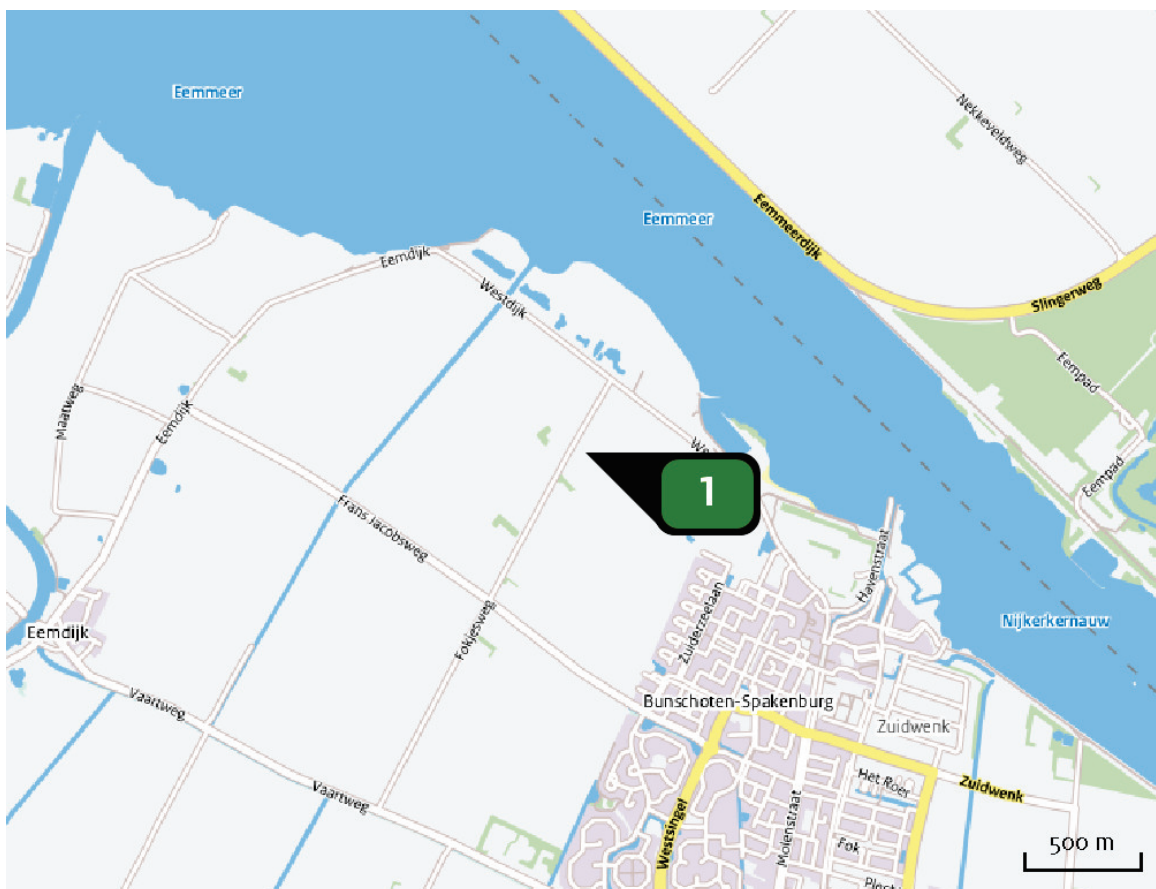 Eemmeer
Nekkeveldweg
Eemmeer
Eemmeerdijk
Eemdijk
Slingerweg
Westdijk
Eempad
Maatweg
Eemdijk
We
1
Eempad
Frans Jacobsweg
Havenstraat
Fokjesweg
Zuiderzeelaan
Nijkerkernauw
Eemdijk
Vaartweg
Bunschoten-Spakenburg
Zuidwenk
Vaartweg
Het Roer
Zuidwenk
Westsingel
Molenstraat
Fok
500 m